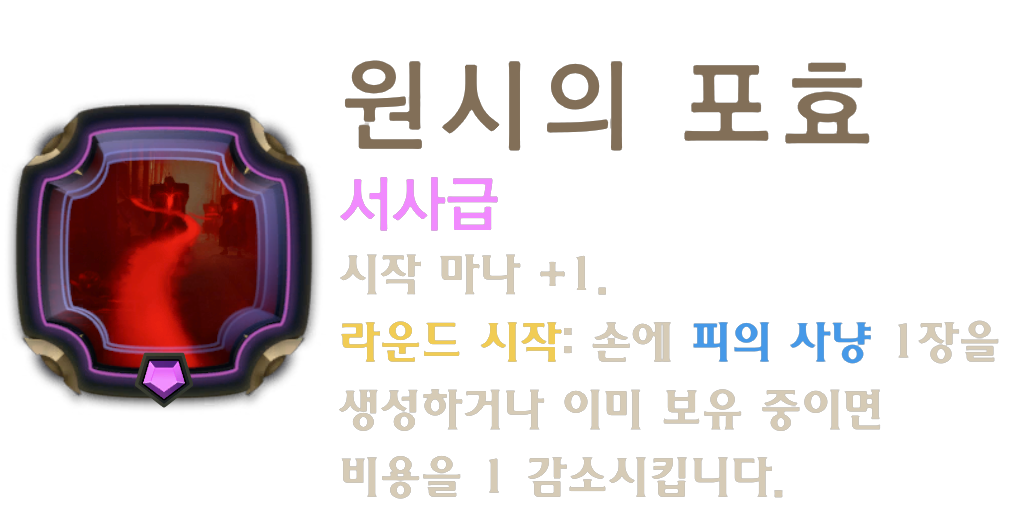 원시의 포효
서사급
시작 마나 +1.
라운드 시작: 손에 피의 사냥 1장을
생성하거나 이미 보유 중이면
비용을 1 감소시킵니다.